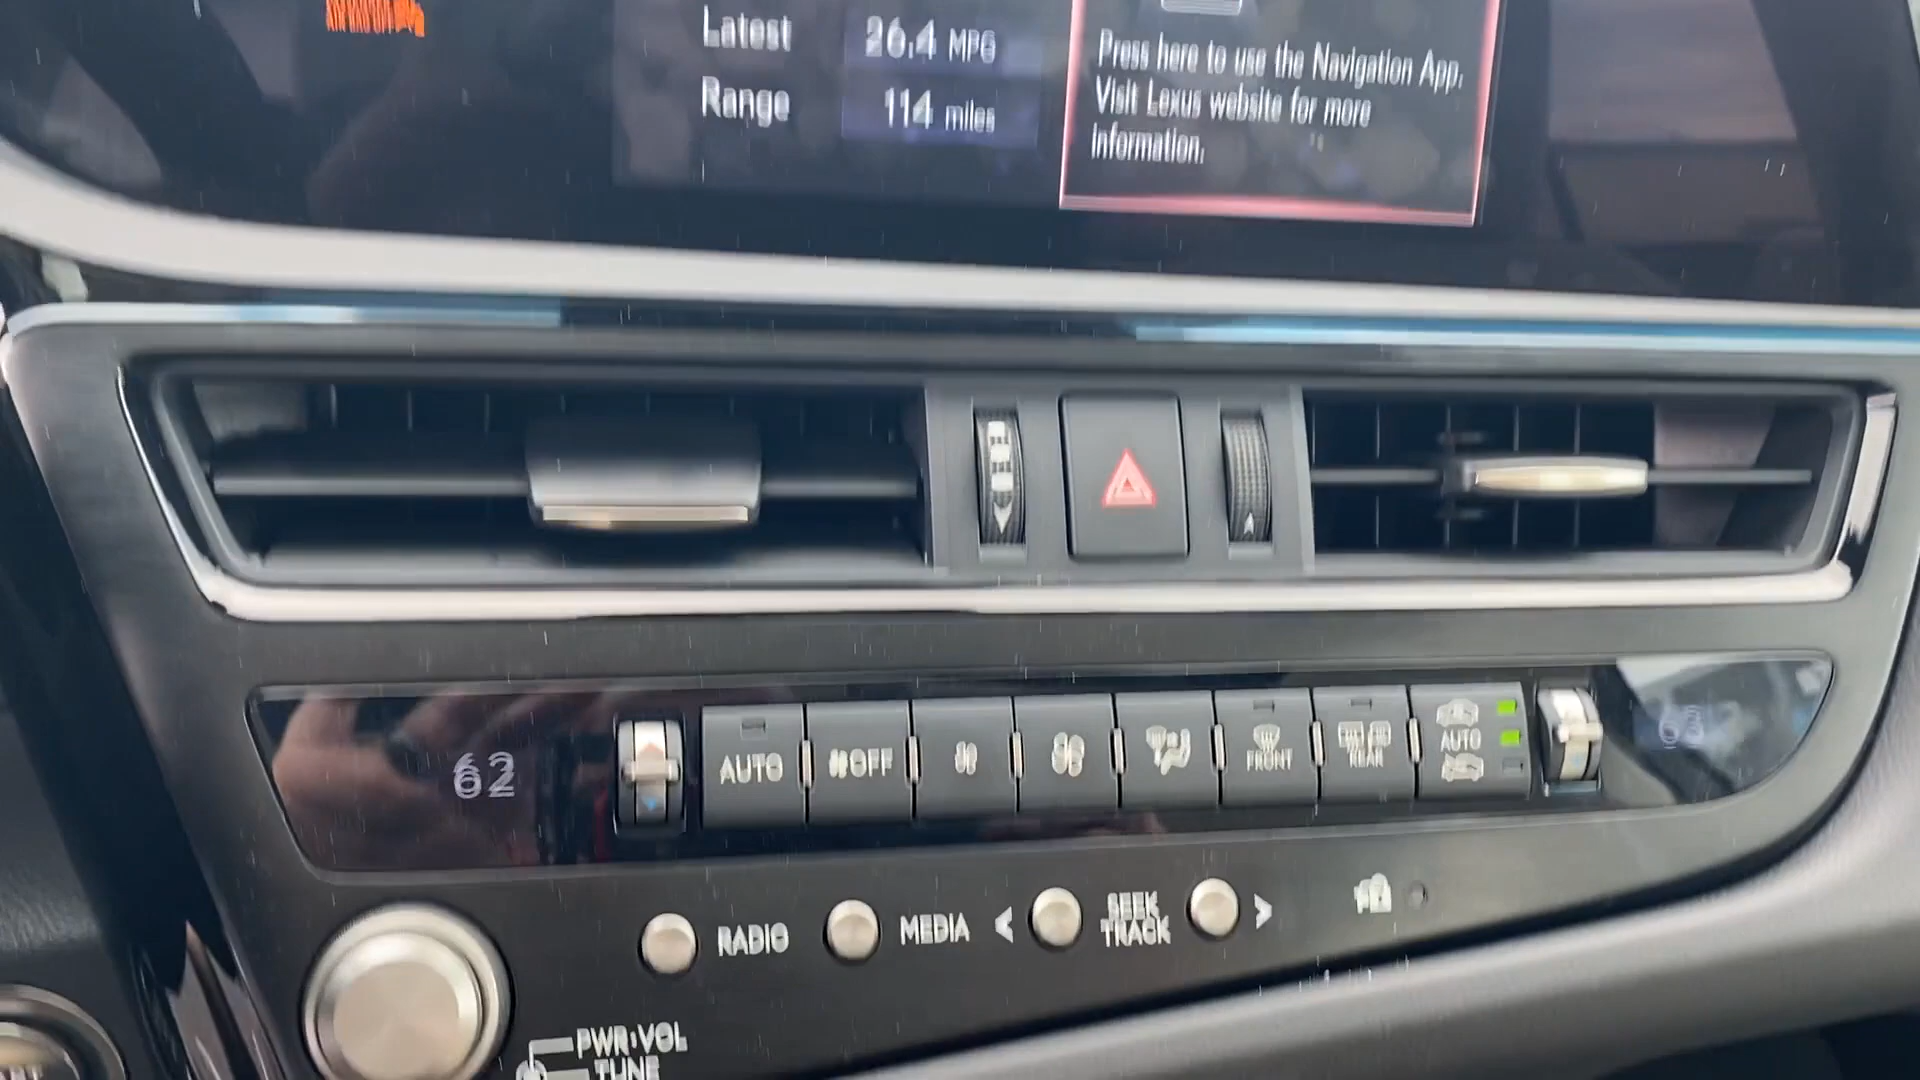 Latest 26.4 MPG
Range 114 miles
Press here to use the Navigation App.
Visit Lexus website for more
information.
62
AUTO
OFF
FRONT
REAR
AUTO
RADIO
MEDIA
<
SEEK
TRACK
>
PWR·VOL
TUNE